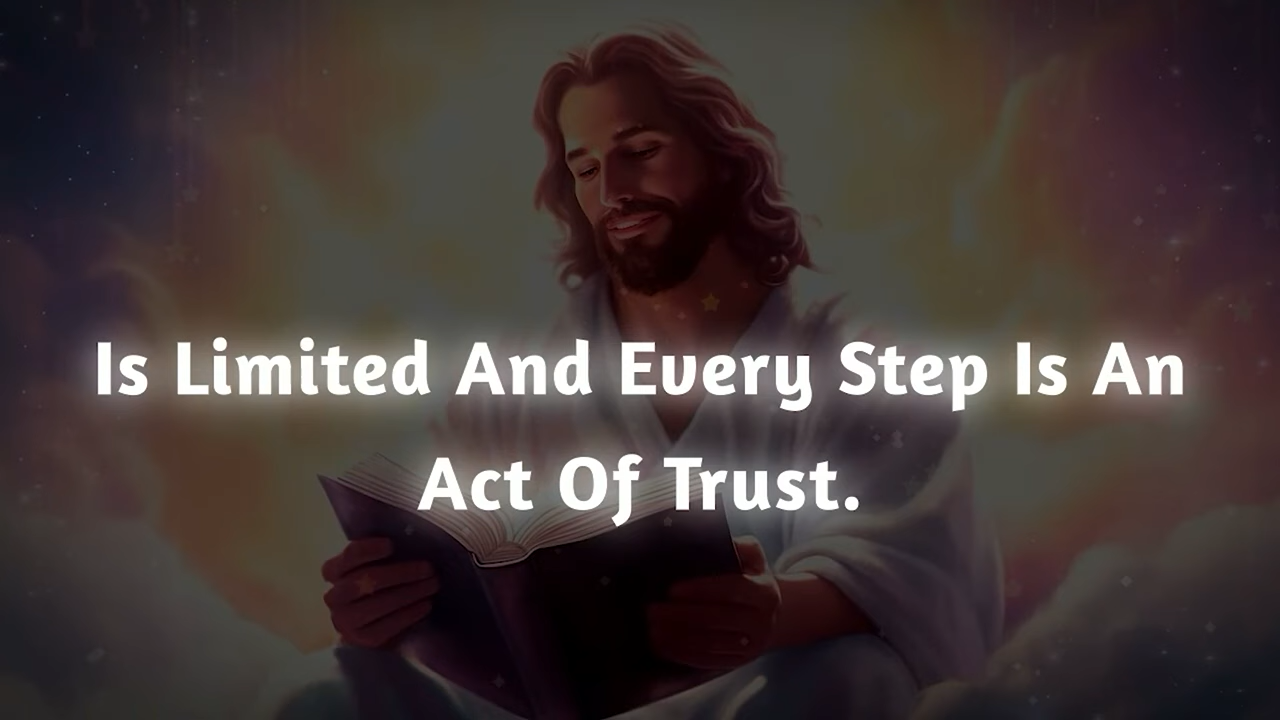 Is Limited And Every Step Is An
Act Of Trust.